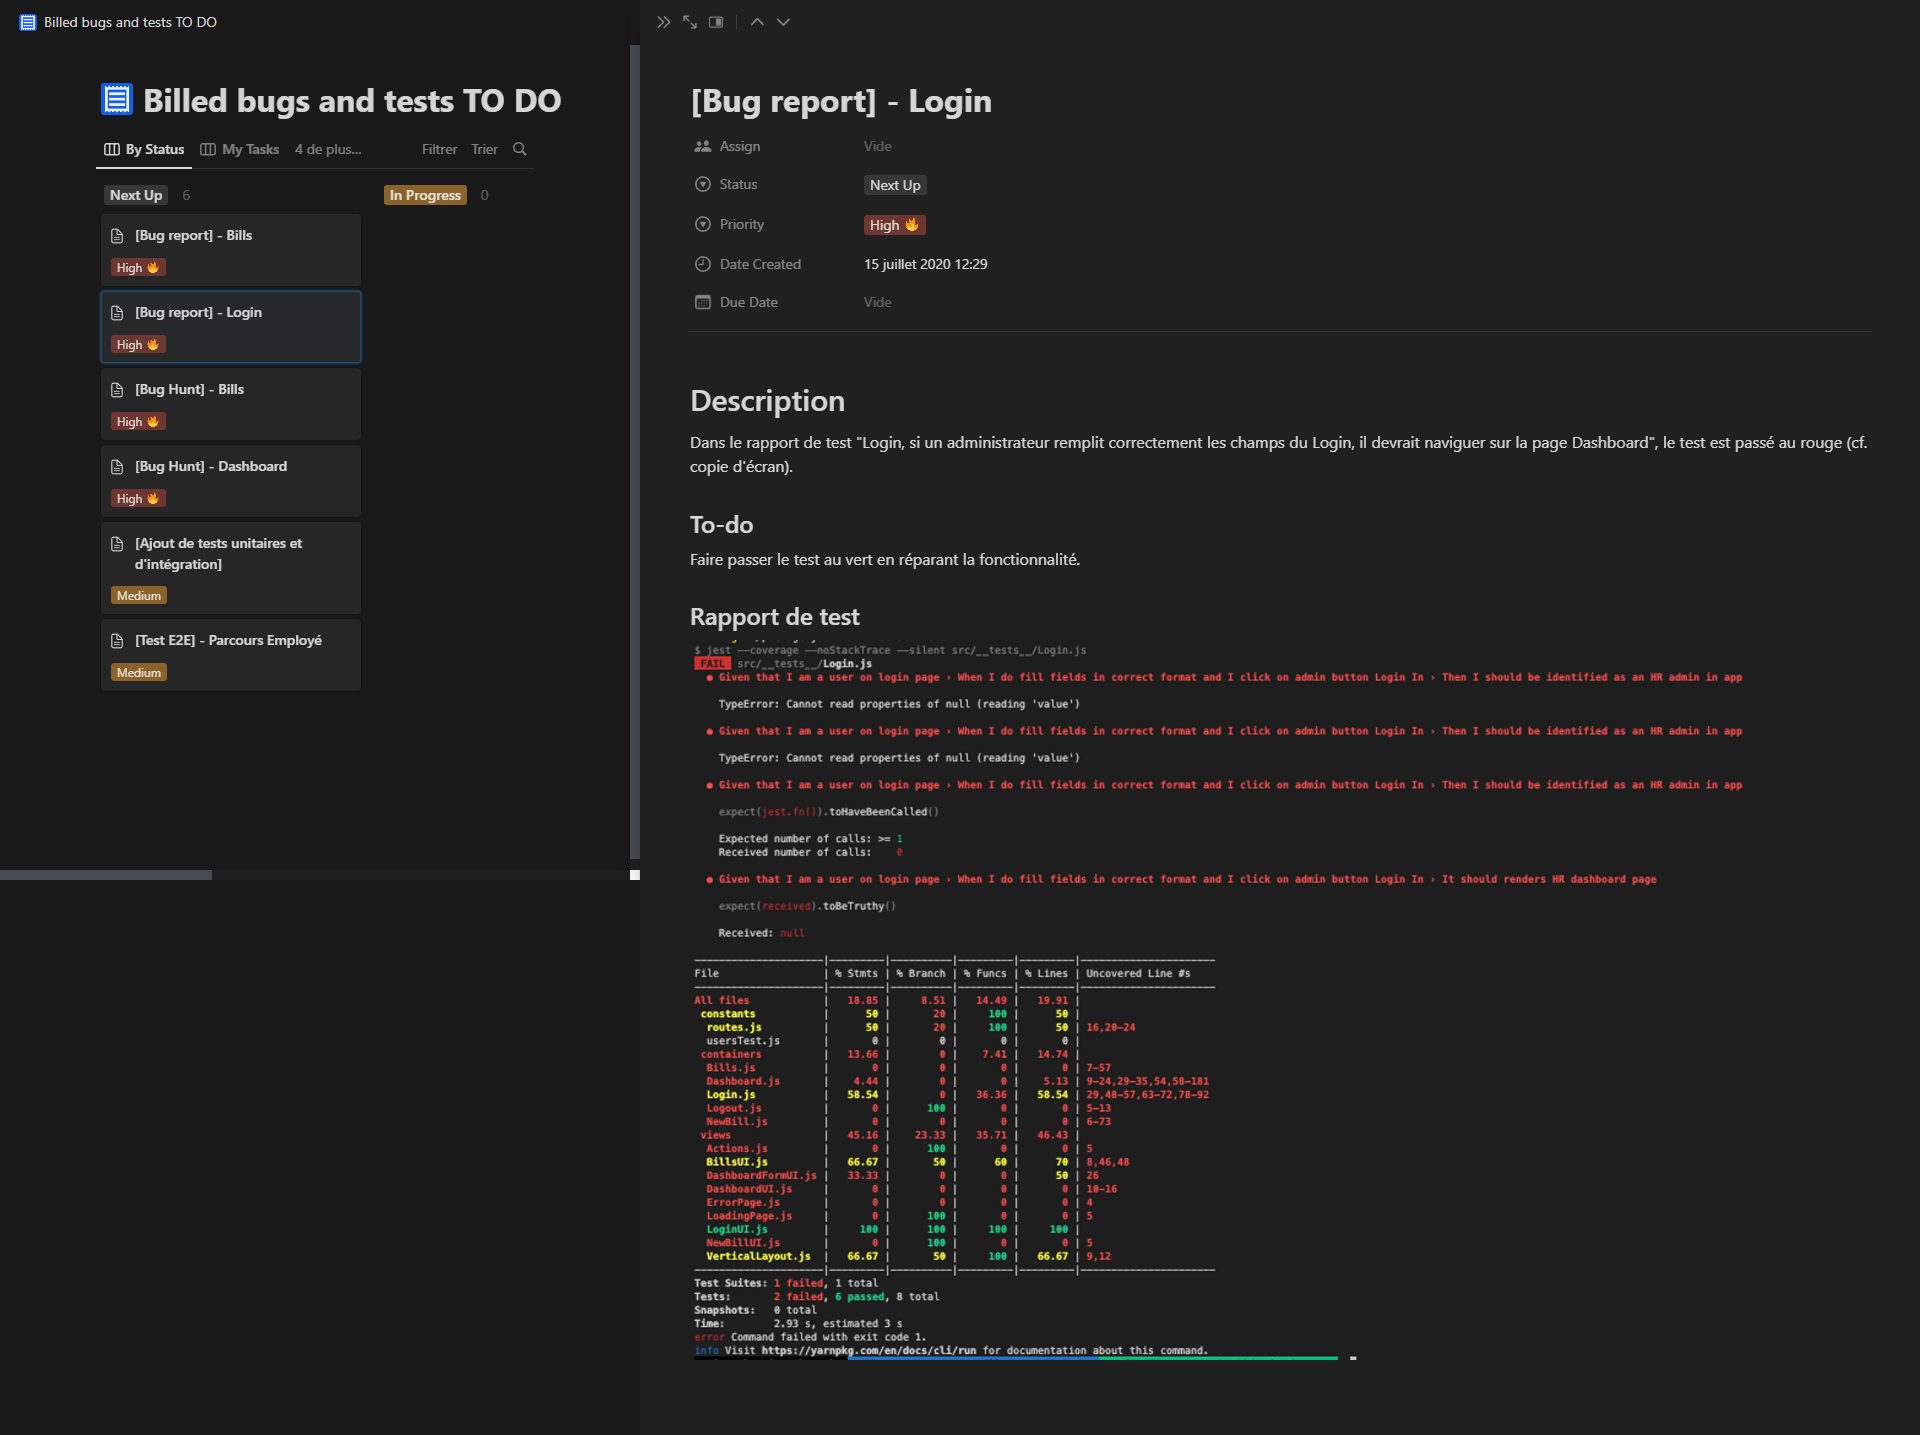 Billed bugs and tests TO DO
Billed bugs and tests TO DO
By Status My Tasks 4 de plus... Filtrer Trier
Next Up 6 In Progress 0
[Bug report] - Bills
High
[Bug report] - Login
High
[Bug Hunt] - Bills
High
[Bug Hunt] - Dashboard
High
[Ajout de tests unitaires et
d'intégration]
Medium
[Test E2E] - Parcours Employé
Medium
[Bug report] - Login
Assign Vide
Status Next Up
Priority High
Date Created 15 juillet 2020 12:29
Due Date Vide
Description
Dans le rapport de test "Login, si un administrateur remplit correctement les champs du Login, il devrait naviguer sur la page Dashboard", le test est passé au rouge (cf.
copie d'écran).
To-do
Faire passer le test au vert en réparant la fonctionnalité.
Rapport de test
$ jest --coverage --noStackTrace --silent src/__tests__/Login.js
FAIL src/__tests__/Login.js
● Given that I am a user on login page › When I do fill fields in correct format and I click on admin button Login In › Then I should be identified as an HR admin in app
TypeError: Cannot read properties of null (reading 'value')
● Given that I am a user on login page › When I do fill fields in correct format and I click on admin button Login In › Then I should be identified as an HR admin in app
TypeError: Cannot read properties of null (reading 'value')
● Given that I am a user on login page › When I do fill fields in correct format and I click on admin button Login In › Then I should be identified as an HR admin in app
expect(jest.fn()).toHaveBeenCalled()
Expected number of calls: >= 1
Received number of calls: 0
● Given that I am a user on login page › When I do fill fields in correct format and I click on admin button Login In › It should renders HR dashboard page
expect(received).toBeTruthy()
Received: null
File | % Stmts | % Branch | % Funcs | % Lines | Uncovered Line #s
All files | 18.85 | 8.51 | 14.49 | 19.91 |
constants | 50 | 20 | 100 | 50 |
routes.js | 50 | 20 | 100 | 50 | 16,20-24
usersTest.js | 0 | 0 | 0 | 0 |
containers | 13.66 | 0 | 7.41 | 14.74 |
Bills.js | 0 | 0 | 0 | 0 | 7-57
Dashboard.js | 4.44 | 0 | 0 | 5.13 | 9-24,29-35,54,58-181
Login.js | 58.54 | 0 | 36.36 | 58.54 | 29,48-57,63-72,78-92
Logout.js | 0 | 100 | 0 | 0 | 5-13
NewBill.js | 0 | 0 | 0 | 0 | 6-73
views | 45.16 | 23.33 | 35.71 | 46.43 |
Actions.js | 0 | 100 | 0 | 0 | 5
BillsUI.js | 66.67 | 50 | 60 | 70 | 8,46,48
DashboardFormUI.js | 33.33 | 0 | 0 | 50 | 26
DashboardUI.js | 0 | 0 | 0 | 0 | 10-16
ErrorPage.js | 0 | 0 | 0 | 0 | 4
LoadingPage.js | 0 | 100 | 0 | 0 | 5
LoginUI.js | 100 | 100 | 100 | 100 |
NewBillUI.js | 0 | 100 | 0 | 0 | 5
VerticalLayout.js | 66.67 | 50 | 100 | 66.67 | 9,12
Test Suites: 1 failed, 1 total
Tests: 2 failed, 6 passed, 8 total
Snapshots: 0 total
Time: 2.93 s, estimated 3 s
error Command failed with exit code 1.
info Visit https://yarnpkg.com/en/docs/cli/run for documentation about this command.